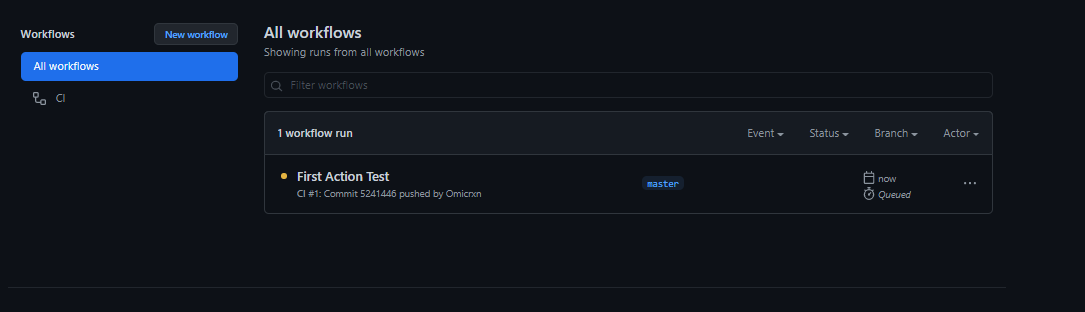 Workflows
New workflow
All workflows
CI
All workflows
Showing runs from all workflows
Filter workflows
1 workflow run
Event
Status
Branch
Actor
First Action Test
CI #1: Commit 5241446 pushed by Omicrxn
master
now
Queued